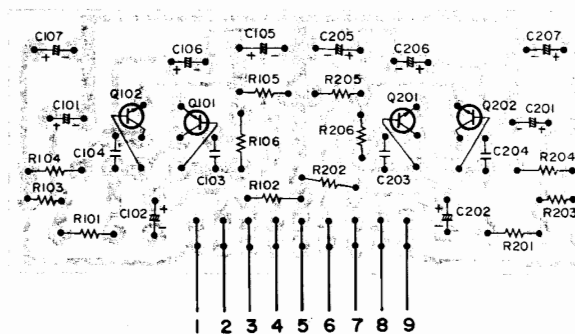 C107 C106 C105 C205 C206 C207
Q102 R105 R205
C101 Q101 Q201 Q202 C201
R104 C104 R106 R206 C204 R204
R103 C103 R202 C203 R203
R101 C102 R102 C202 R201
1 2 3 4 5 6 7 8 9